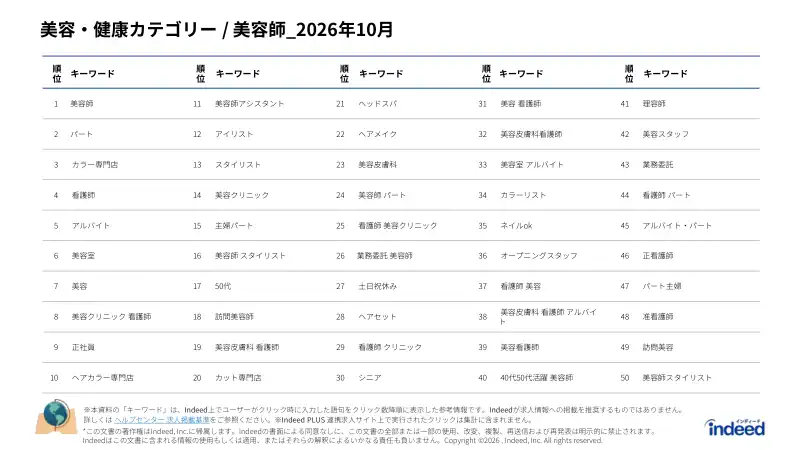 美容・健康カテゴリー / 美容師_2026年10月
順位 キーワード 順位 キーワード 順位 キーワード 順位 キーワード 順位 キーワード
1 美容師 11 美容師アシスタント 21 ヘッドスパ 31 美容 看護師 41 理容師
2 パート 12 アイリスト 22 ヘアメイク 32 美容皮膚科看護師 42 美容スタッフ
3 カラー専門店 13 スタイリスト 23 美容皮膚科 33 美容室 アルバイト 43 業務委託
4 看護師 14 美容クリニック 24 美容師 パート 34 カラーリスト 44 看護師 パート
5 アルバイト 15 主婦パート 25 看護師 美容クリニック 35 ネイルok 45 アルバイト・パート
6 美容室 16 美容師 スタイリスト 26 業務委託 美容師 36 オープニングスタッフ 46 正看護師
7 美容 17 50代 27 土日祝休み 37 看護師 美容 47 パート主婦
8 美容クリニック 看護師 18 訪問美容師 28 ヘアセット 38 美容皮膚科 看護師 アルバイト 48 准看護師
9 正社員 19 美容皮膚科 看護師 29 看護師 クリニック 39 美容看護師 49 訪問美容
10 ヘアカラー専門店 20 カット専門店 30 シニア 40 40代50代活躍 美容師 50 美容師スタイリスト
※本資料の「キーワード」は、Indeed上でユーザーがクリック時に入力した語句をクリック数降順に表示した参考情報です。Indeedが求人情報への掲載を推奨するものではありません。
詳しくは ヘルプセンター 求人掲載基準をご参照ください。※Indeed PLUS 連携求人サイト上で実行されたクリックは集計に含まれません。
*この文書の著作権はIndeed, Inc.に帰属します。Indeedの書面による同意なしに、この文書の全部または一部の使用、改変、複製、再送信および再発表は明示的に禁止されます。
Indeedはこの文書に含まれる情報の使用もしくは適用、またはそれらの解釈によるいかなる責任も負いません。Copyright ©2026 , Indeed, Inc. All rights reserved.
インディード
indeed